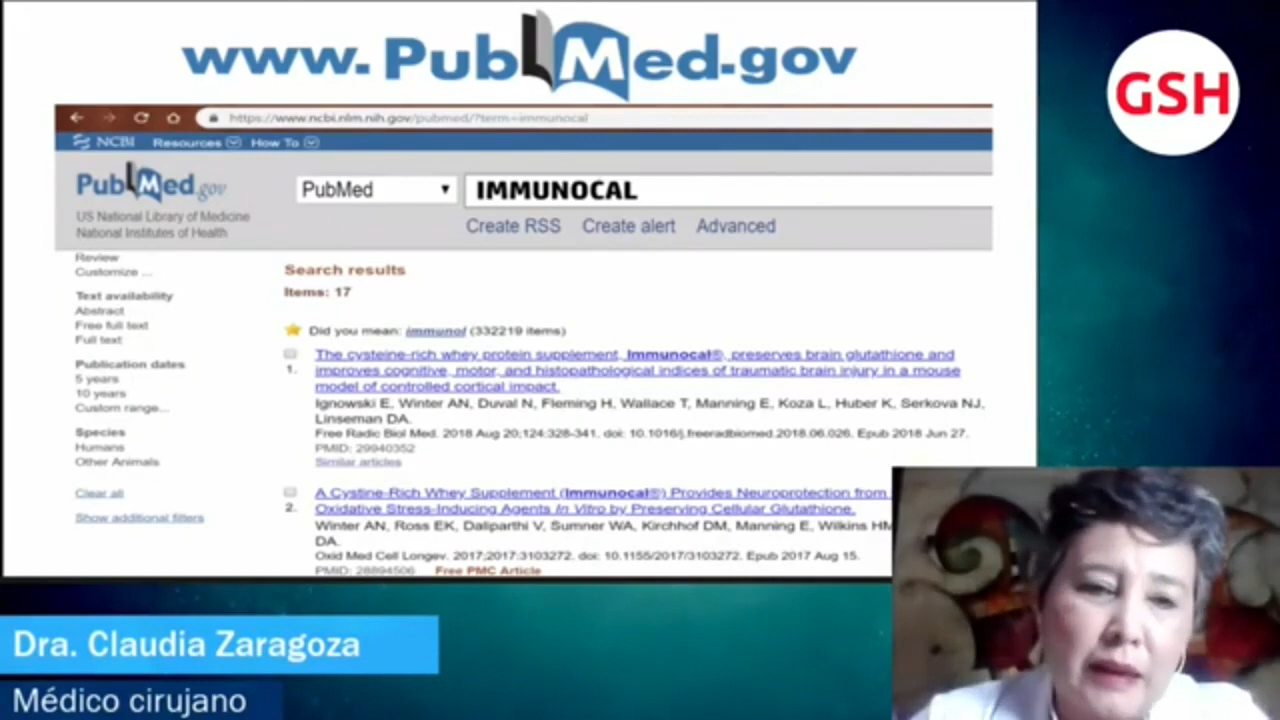 www.PubMed.gov
GSH
https://www.ncbi.nlm.nih.gov/pubmed/?term=immunocal
NCBI Resources How To
PubMed.gov
US National Library of Medicine
National Institutes of Health
PubMed
IMMUNOCAL
Create RSS Create alert Advanced
Review
Customize ...
Text availability
Abstract
Free full text
Full text
Publication dates
5 years
10 years
Custom range...
Species
Humans
Other Animals
Clear all
Show additional filters
Search results
Items: 17
Did you mean: immunol (332219 items)
1.
The cysteine-rich whey protein supplement, Immunocal®, preserves brain glutathione and
improves cognitive, motor, and histopathological indices of traumatic brain injury in a mouse
model of controlled cortical impact.
Ignowski E, Winter AN, Duval N, Fleming H, Wallace T, Manning E, Koza L, Huber K, Serkova NJ,
Linseman DA.
Free Radic Biol Med. 2018 Aug 20;124:328-341. doi: 10.1016/j.freeradbiomed.2018.06.026. Epub 2018 Jun 27.
PMID: 29940352
Similar articles
2.
A Cystine-Rich Whey Supplement (Immunocal®) Provides Neuroprotection from
Oxidative Stress-Inducing Agents In Vitro by Preserving Cellular Glutathione.
Winter AN, Ross EK, Daliparthi V, Sumner WA, Kirchhof DM, Manning E, Wilkins HM
DA.
Oxid Med Cell Longev. 2017;2017:3103272. doi: 10.1155/2017/3103272. Epub 2017 Aug 15.
PMID: 28894506 Free PMC Article
Dra. Claudia Zaragoza
Médico cirujano